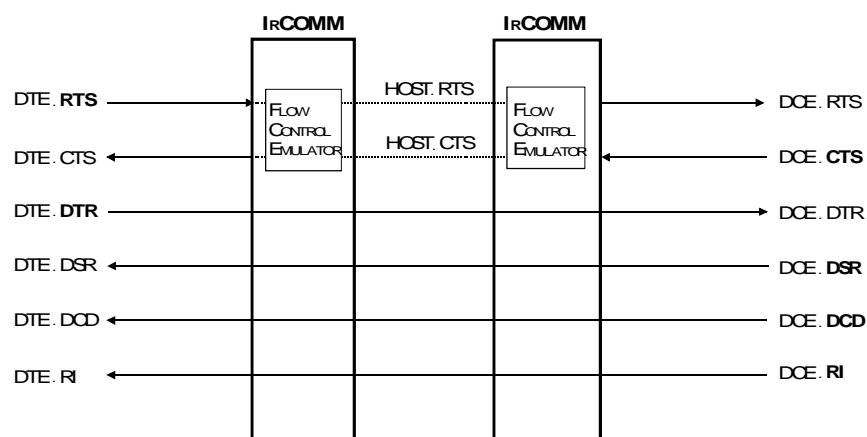 IRCOMM IRCOMM
DTE.RTS HOST.RTS DCE.RTS
FLOW CONTROL EMULATOR FLOW CONTROL EMULATOR
DTE.CTS HOST.CTS DCE.CTS
DTE.DTR DCE.DTR
DTE.DSR DCE.DSR
DTE.DCD DCE.DCD
DTE.RI DCE.RI